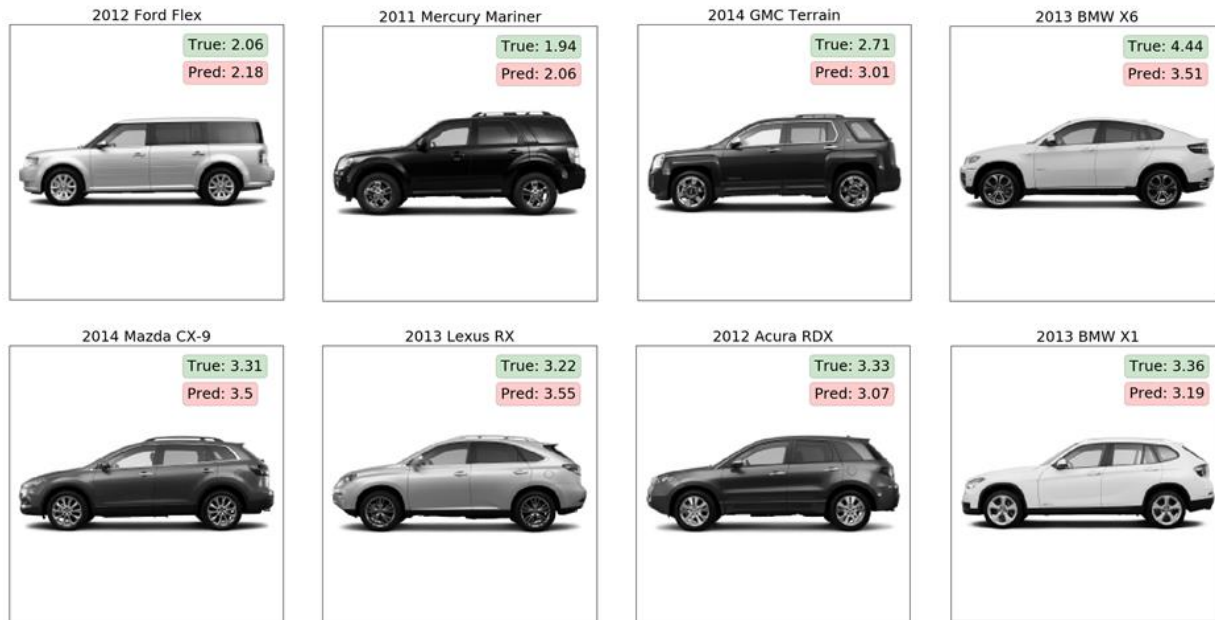 2012 Ford Flex
True: 2.06
Pred: 2.18
2011 Mercury Mariner
True: 1.94
Pred: 2.06
2014 GMC Terrain
True: 2.71
Pred: 3.01
2013 BMW X6
True: 4.44
Pred: 3.51
2014 Mazda CX-9
True: 3.31
Pred: 3.5
2013 Lexus RX
True: 3.22
Pred: 3.55
2012 Acura RDX
True: 3.33
Pred: 3.07
2013 BMW X1
True: 3.36
Pred: 3.19